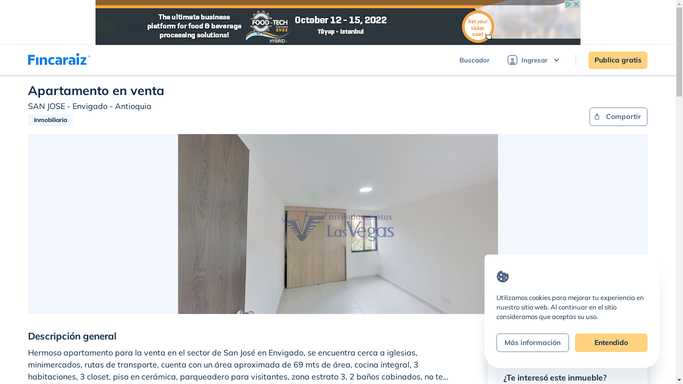 The ultimate business
platform for food & beverage
processing solutions!
FOOD-TECH
October 12 - 15, 2022
Tüyap - Istanbul
Fincaraiz
Buscador
Ingresar
Publica gratis
Apartamento en venta
SAN JOSE - Envigado - Antioquia
Inmobiliaria
Compartir
Las Vegas
Utilizamos cookies para mejorar tu experiencia en
nuestro sitio web. Al continuar en el sitio
consideramos que aceptas su uso.
Más información
Entendido
Descripción general
Hermoso apartamento para la venta en el sector de San José en Envigado, se encuentra cerca a iglesias,
minimercados, rutas de transporte, cuenta con un área aproximada de 69 mts de área, cocina integral, 3
habitaciones, 3 closet, piso en cerámica, parqueadero para visitantes, zona estrato 3, 2 baños cabinados, no te...
¿Te interesó este inmueble?